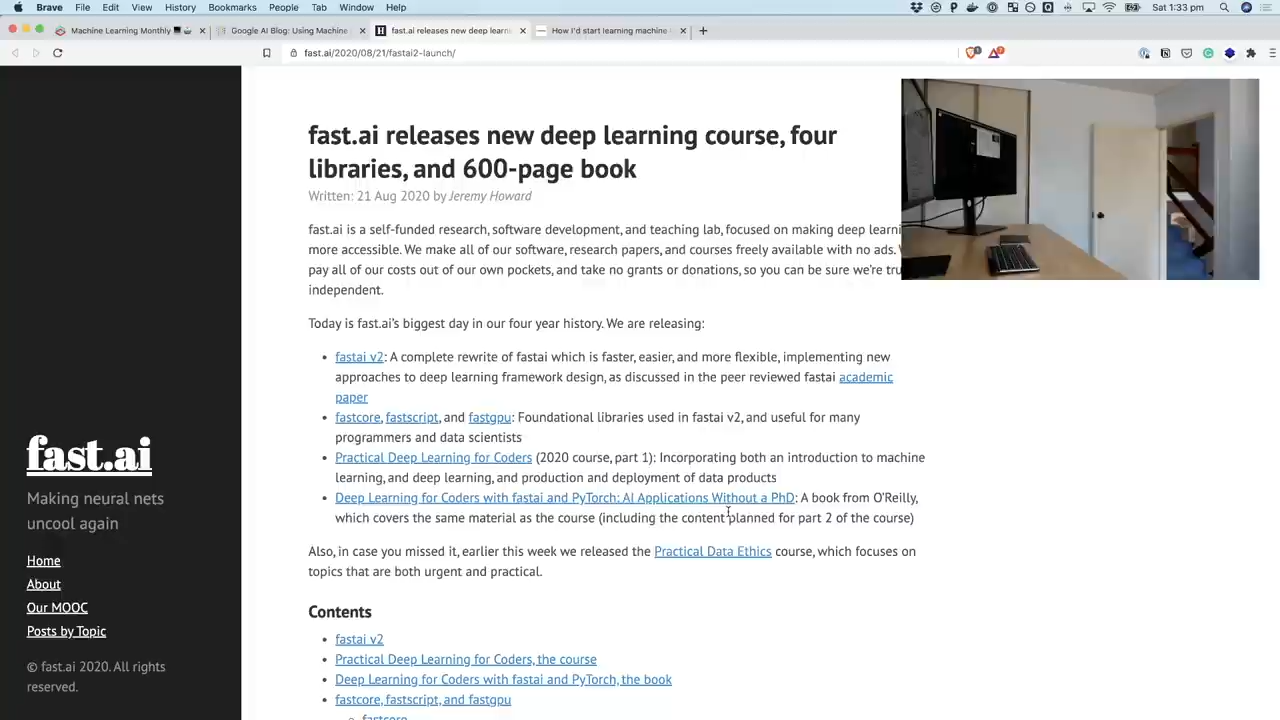 Brave File Edit View History Bookmarks People Tab Window Help Sat 1:33 pm
Machine Learning Monthly
Google AI Blog: Using Machine
fast.ai releases new deep learn
How I'd start learning machine
fast.ai/2020/08/21/fastai2-launch/
fast.ai releases new deep learning course, four
libraries, and 600-page book
Written: 21 Aug 2020 by Jeremy Howard
fast.ai is a self-funded research, software development, and teaching lab, focused on making deep learni
more accessible. We make all of our software, research papers, and courses freely available with no ads.
pay all of our costs out of our own pockets, and take no grants or donations, so you can be sure we're tru
independent.
Today is fast.ai's biggest day in our four year history. We are releasing:
• fastai v2: A complete rewrite of fastai which is faster, easier, and more flexible, implementing new
approaches to deep learning framework design, as discussed in the peer reviewed fastai academic
paper
• fastcore, fastscript, and fastgpu: Foundational libraries used in fastai v2, and useful for many
programmers and data scientists
• Practical Deep Learning for Coders (2020 course, part 1): Incorporating both an introduction to machine
learning, and deep learning, and production and deployment of data products
• Deep Learning for Coders with fastai and PyTorch: AI Applications Without a PhD: A book from O'Reilly,
which covers the same material as the course (including the content planned for part 2 of the course)
Also, in case you missed it, earlier this week we released the Practical Data Ethics course, which focuses on
topics that are both urgent and practical.
Contents
• fastai v2
• Practical Deep Learning for Coders, the course
• Deep Learning for Coders with fastai and PyTorch, the book
• fastcore, fastscript, and fastgpu
fastcore
fast.ai
Making neural nets
uncool again
Home
About
Our MOOC
Posts by Topic
© fast.ai 2020. All rights
reserved.